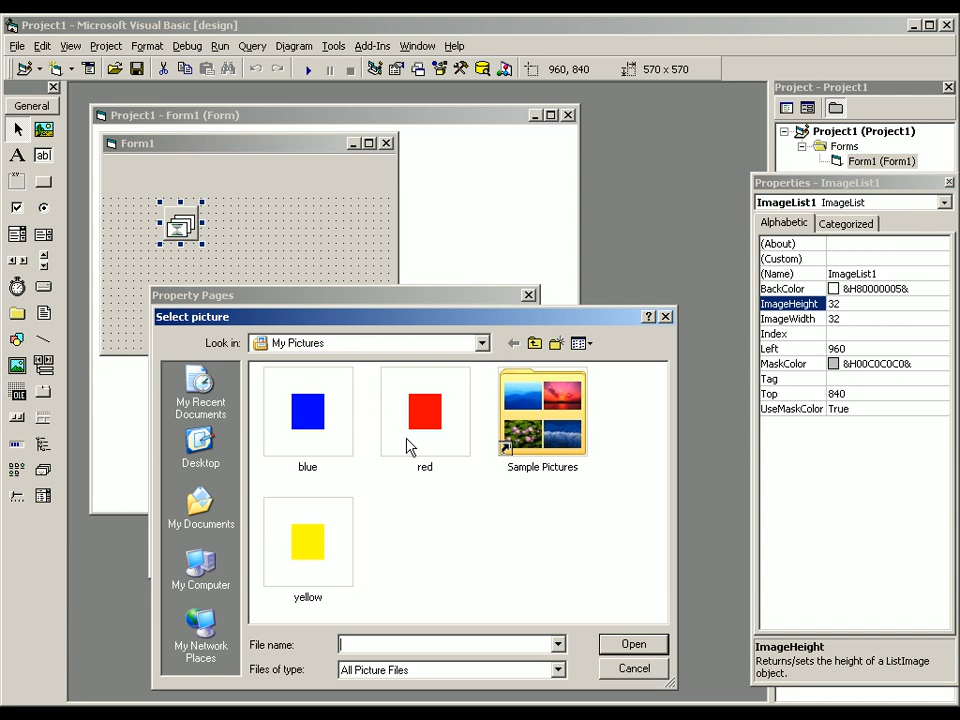 Project1 - Microsoft Visual Basic [design]
File Edit View Project Format Debug Run Query Diagram Tools Add-Ins Window Help
960, 840 570 x 570
General
Project1 - Form1 (Form)
Form1
Project - Project1
Project1 (Project1)
Forms
Form1 (Form1)
Properties - ImageList1
ImageList1 ImageList
Alphabetic Categorized
(About)
(Custom)
(Name) ImageList1
BackColor &H80000005&
ImageHeight 32
ImageWidth 32
Index
Left 960
MaskColor &H00C0C0C0&
Tag
Top 840
UseMaskColor True
ImageHeight
Returns/sets the height of a ListImage
object.
Property Pages
Select picture
Look in: My Pictures
My Recent
Documents
Desktop
My Documents
My Computer
My Network
Places
blue red Sample Pictures
yellow
File name: Open
Files of type: All Picture Files Cancel
A
ab|
XY
OLE